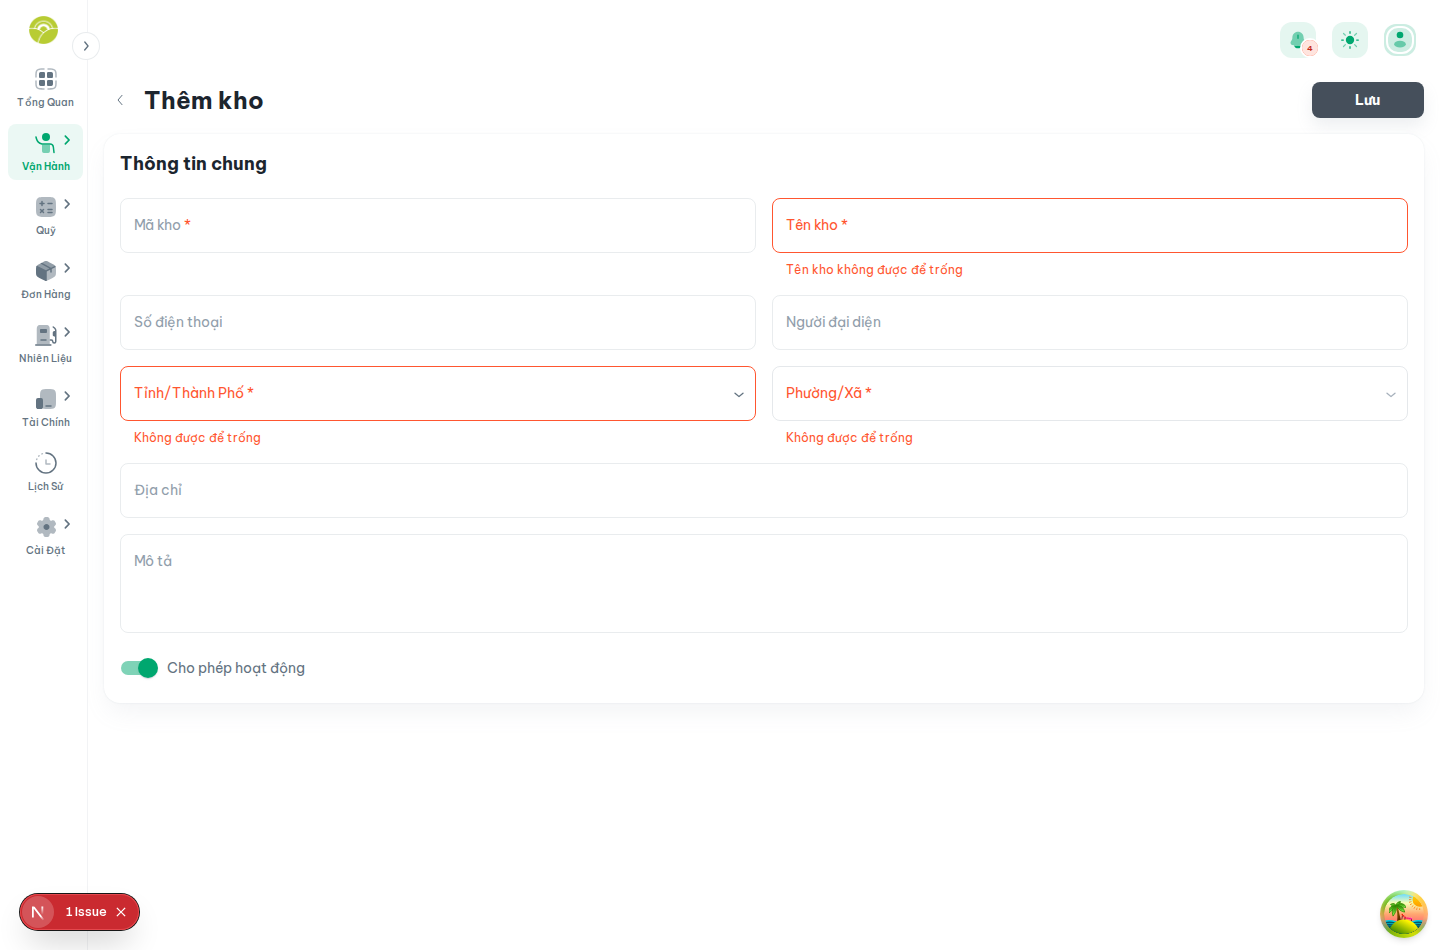 4
Thêm kho
Lưu
Tổng Quan
Vận Hành
Quỹ
Đơn Hàng
Nhiên Liệu
Tài Chính
Lịch Sử
Cài Đặt
Thông tin chung
Mã kho *
Tên kho *
Tên kho không được để trống
Số điện thoại
Người đại diện
Tỉnh/Thành Phố *
Phường/Xã *
Không được để trống
Không được để trống
Địa chỉ
Mô tả
Cho phép hoạt động
N
1 Issue